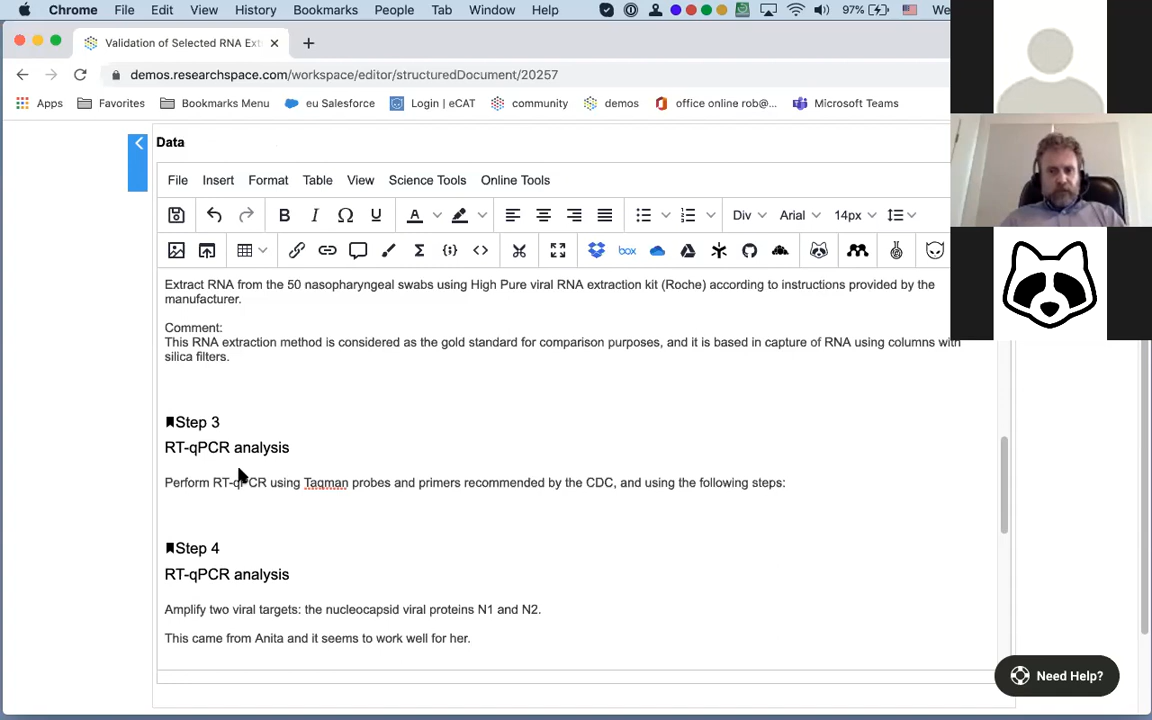 Chrome File Edit View History Bookmarks People Tab Window Help 97% We
Validation of Selected RNA Ext
demos.researchspace.com/workspace/editor/structuredDocument/20257
Apps Favorites Bookmarks Menu eu Salesforce Login | eCAT community demos office online rob@... Microsoft Teams
Data
File Insert Format Table View Science Tools Online Tools
B I Ω U A Div Arial 14px
Σ {;} <> box
Extract RNA from the 50 nasopharyngeal swabs using High Pure viral RNA extraction kit (Roche) according to instructions provided by the
manufacturer.
Comment:
This RNA extraction method is considered as the gold standard for comparison purposes, and it is based in capture of RNA using columns with
silica filters.
Step 3
RT-qPCR analysis
Perform RT-qPCR using Taqman probes and primers recommended by the CDC, and using the following steps:
Step 4
RT-qPCR analysis
Amplify two viral targets: the nucleocapsid viral proteins N1 and N2.
This came from Anita and it seems to work well for her.
Need Help?